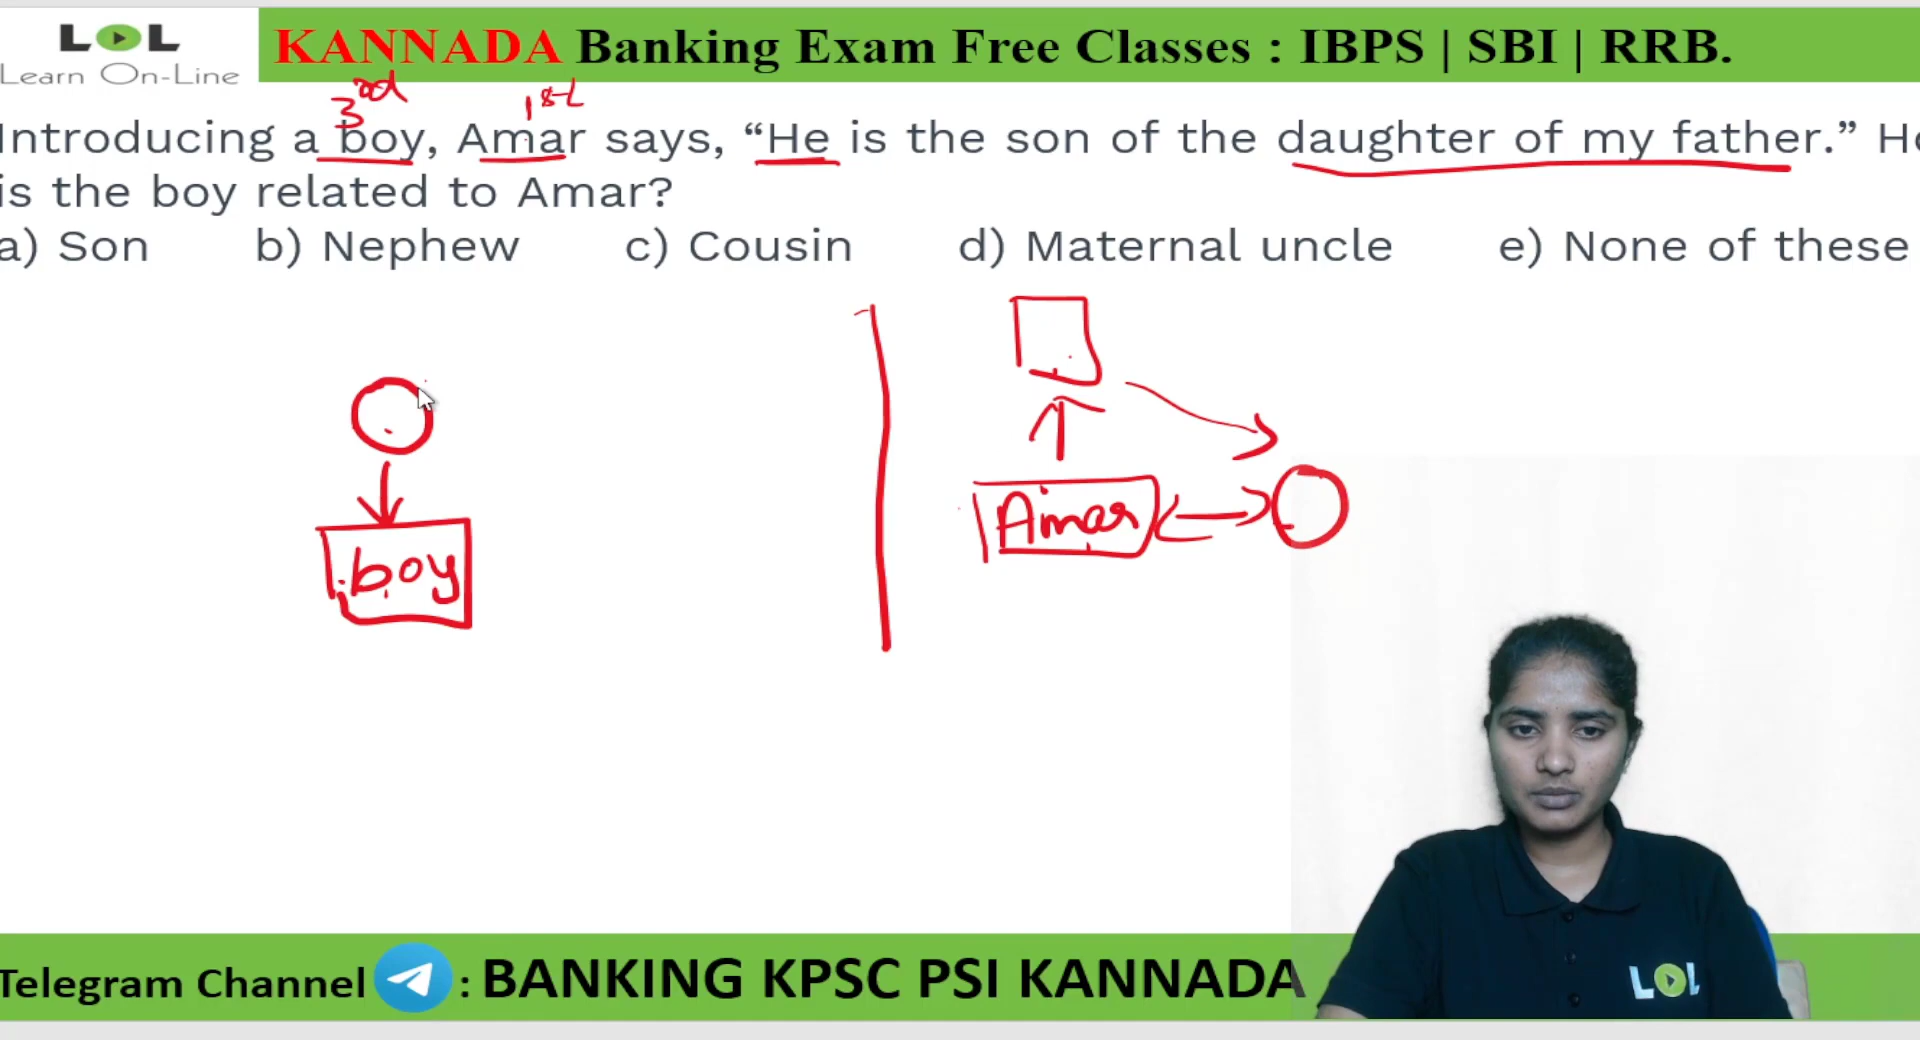 LOL
Learn On-Line
KANNADA Banking Exam Free Classes : IBPS | SBI | RRB.
3rd 1st
Introducing a boy, Amar says, “He is the son of the daughter of my father.”
is the boy related to Amar?
a) Son b) Nephew c) Cousin d) Maternal uncle e) None of these
Amar
boy
LOL
Telegram Channel : BANKING KPSC PSI KANNADA